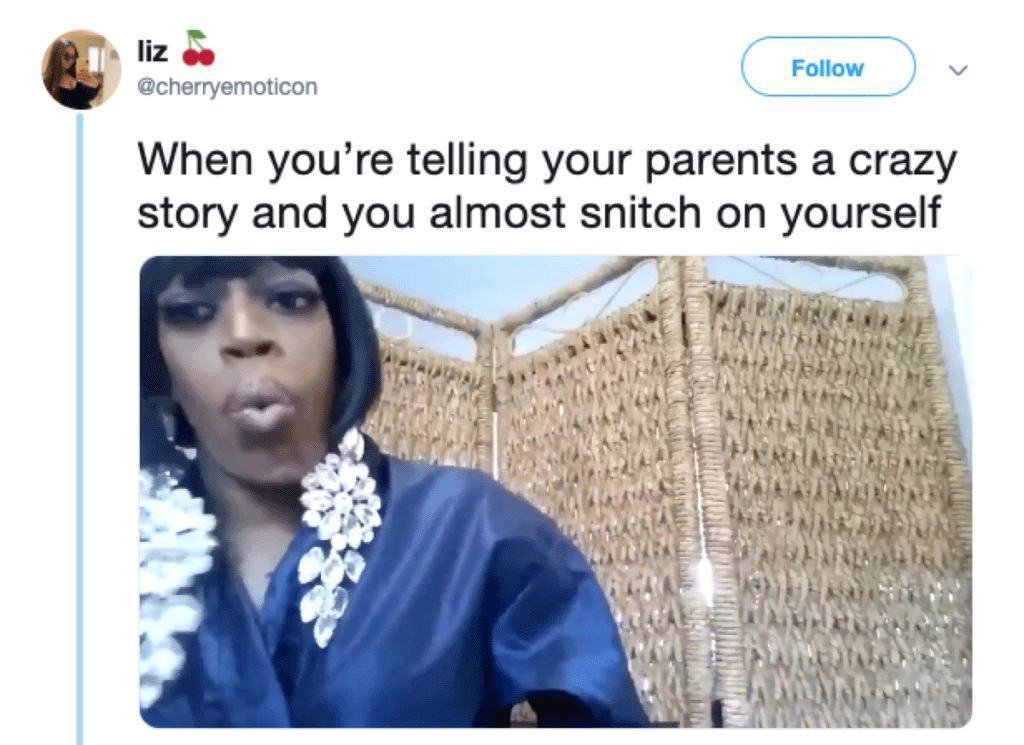 liz 🍒
@cherryemoticon
Follow
When you’re telling your parents a crazy
story and you almost snitch on yourself